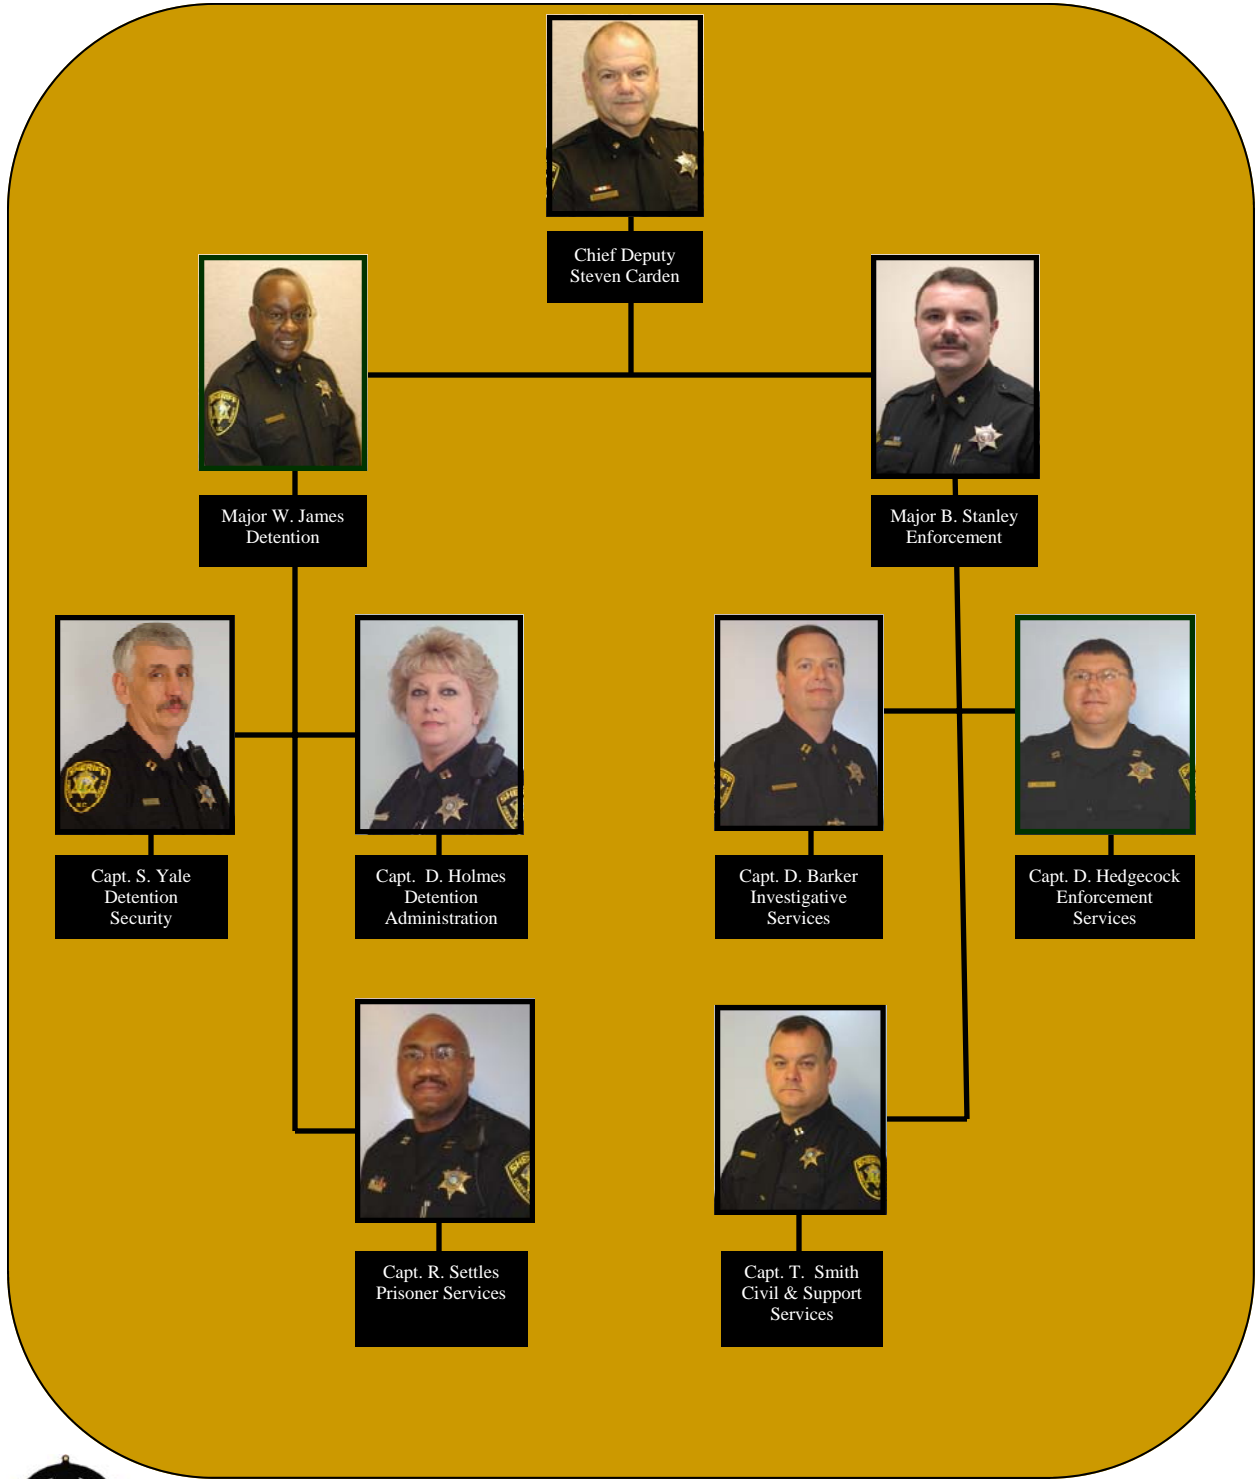 Chief Deputy
Steven Carden
Major W. James
Detention
Major B. Stanley
Enforcement
Capt. S. Yale
Detention
Security
Capt. D. Holmes
Detention
Administration
Capt. D. Barker
Investigative
Services
Capt. D. Hedgecock
Enforcement
Services
Capt. R. Settles
Prisoner Services
Capt. T. Smith
Civil & Support
Services
SHERIFF
N.C.